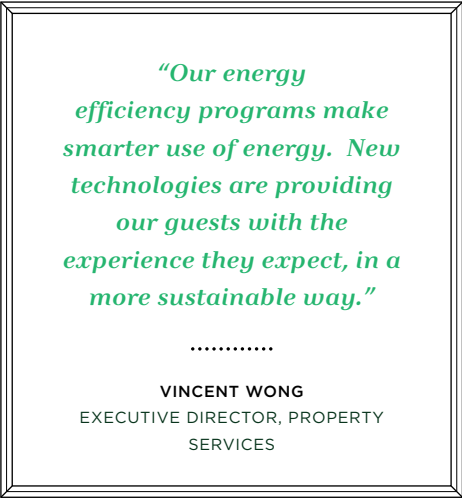 “Our energy
efficiency programs make
smarter use of energy.  New
technologies are providing
our guests with the
experience they expect, in a
more sustainable way.”
............
VINCENT WONG
EXECUTIVE DIRECTOR, PROPERTY
SERVICES